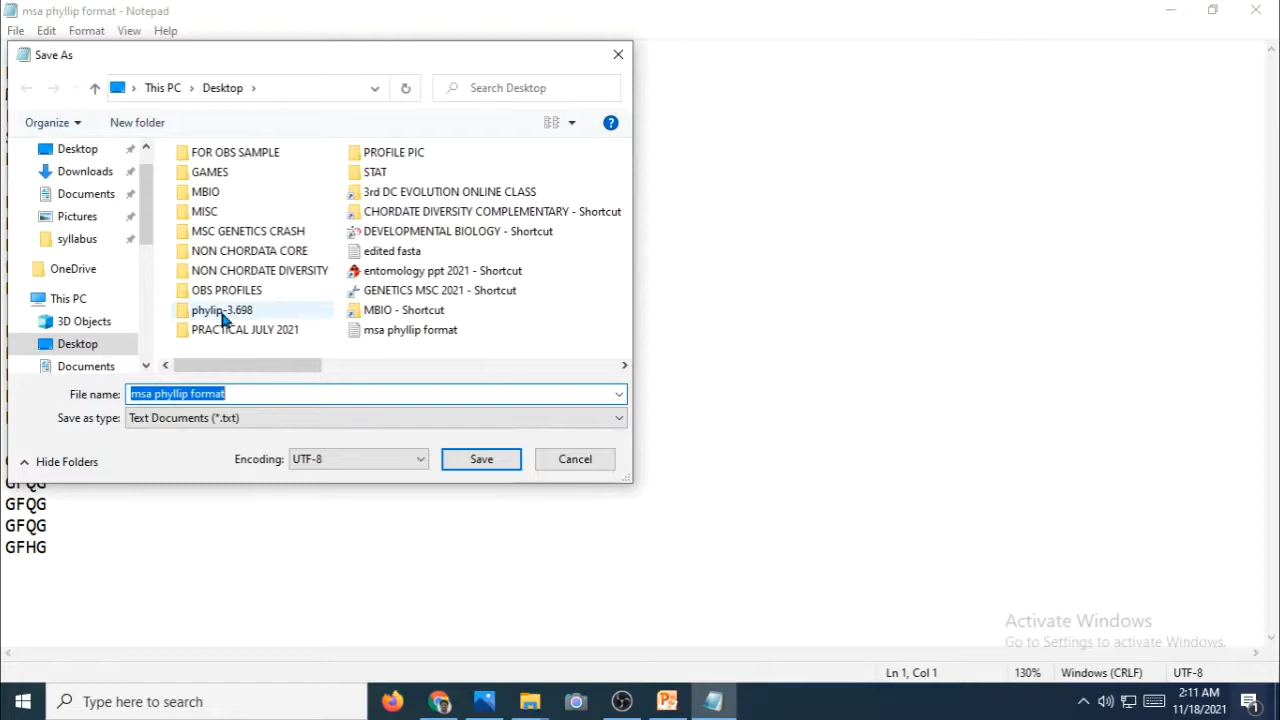 msa phyllip format - Notepad
File Edit Format View Help
Save As
This PC Desktop
Search Desktop
Organize New folder
Desktop
Downloads
Documents
Pictures
syllabus
OneDrive
This PC
3D Objects
Desktop
Documents
FOR OBS SAMPLE
GAMES
MBIO
MISC
MSC GENETICS CRASH
NON CHORDATA CORE
NON CHORDATE DIVERSITY
OBS PROFILES
phylip-3.698
PRACTICAL JULY 2021
PROFILE PIC
STAT
3rd DC EVOLUTION ONLINE CLASS
CHORDATE DIVERSITY COMPLEMENTARY - Shortcut
DEVELOPMENTAL BIOLOGY - Shortcut
edited fasta
entomology ppt 2021 - Shortcut
GENETICS MSC 2021 - Shortcut
MBIO - Shortcut
msa phyllip format
File name: msa phyllip format
Save as type: Text Documents (*.txt)
Hide Folders Encoding: UTF-8 Save Cancel
GFQG
GFQG
GFQG
GFHG
Activate Windows
Go to Settings to activate Windows.
Ln 1, Col 1 130% Windows (CRLF) UTF-8
Type here to search
2:11 AM
11/18/2021
1